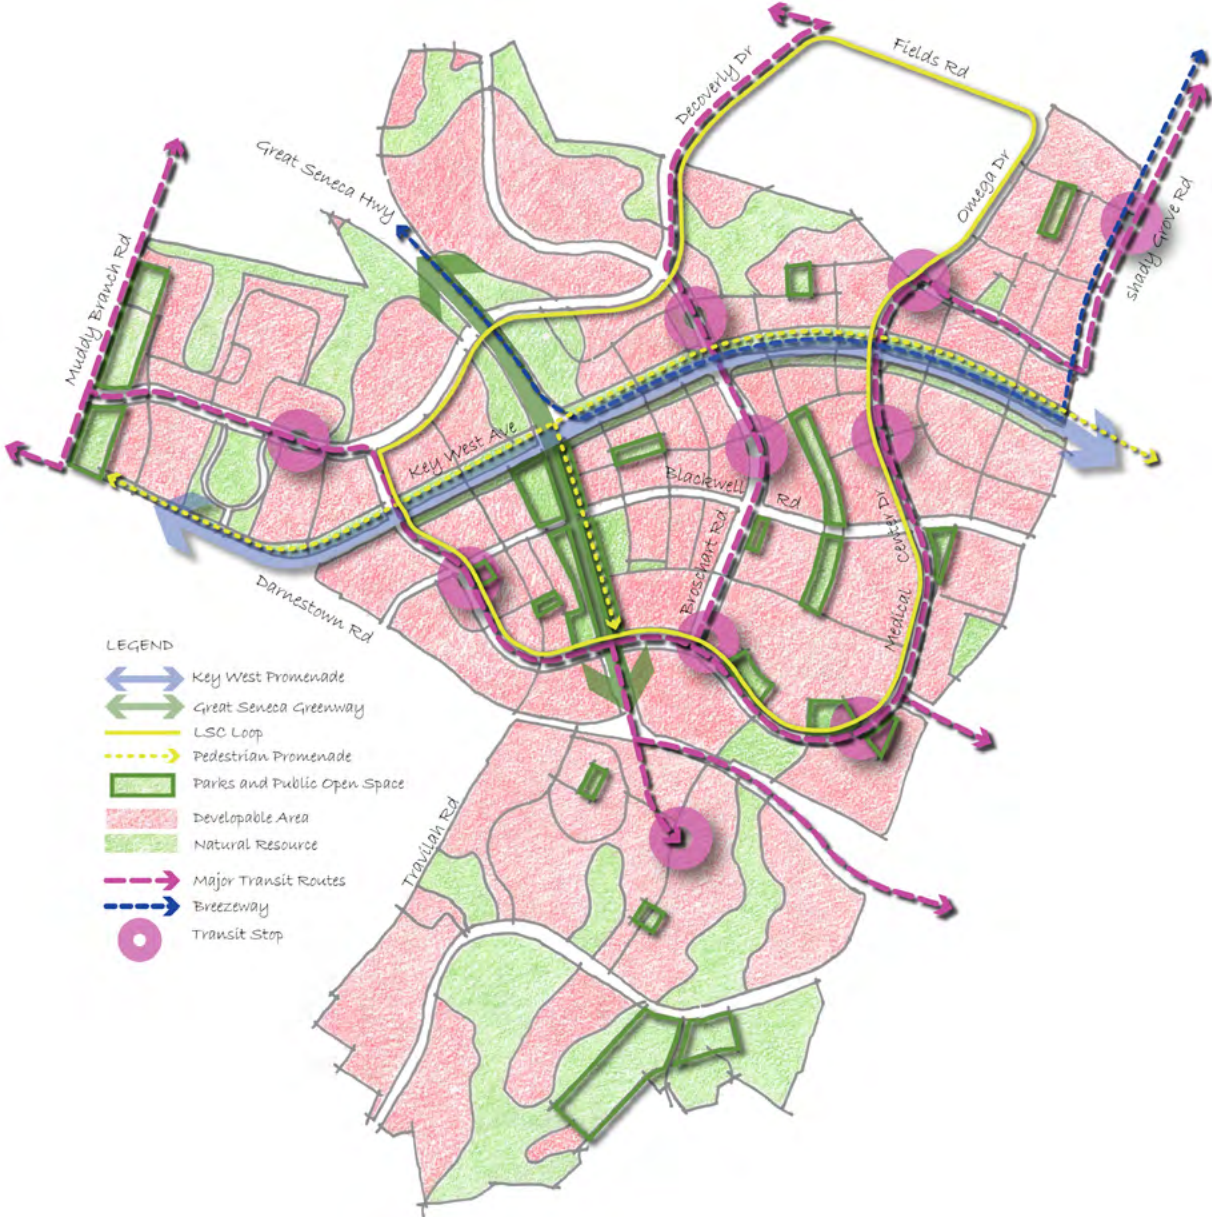 Fields Rd
Decoverly Dr
Great Seneca Hwy
Omega Dr
Shady Grove Rd
Muddy Branch Rd
Key West Ave
Blackwell Rd
Broschart Rd
Medical Center Dr
Darnestown Rd
Travilah Rd
LEGEND
Key West Promenade
Great Seneca Greenway
LSC Loop
Pedestrian Promenade
Parks and Public Open Space
Developable Area
Natural Resource
Major Transit Routes
Breezeway
Transit Stop